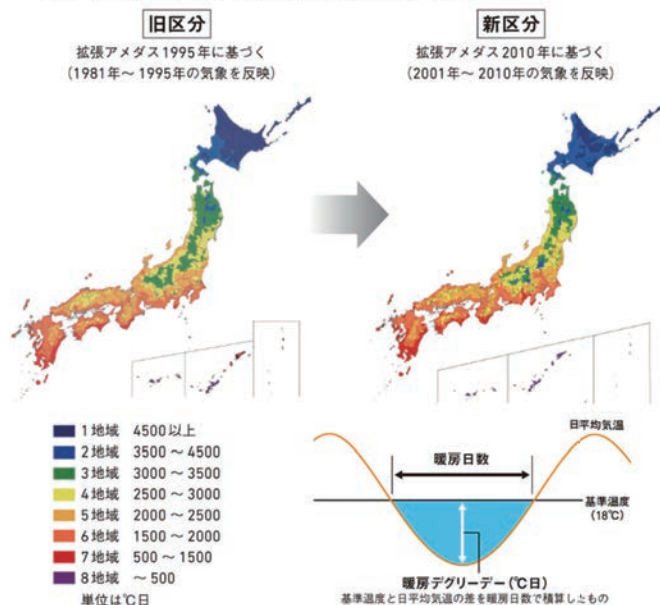 旧区分
拡張アメダス1995年に基づく
（1981年～1995年の気象を反映）
新区分
拡張アメダス2010年に基づく
（2001年～2010年の気象を反映）
1地域 4500以上
2地域 3500～4500
3地域 3000～3500
4地域 2500～3000
5地域 2000～2500
6地域 1500～2000
7地域 500～1500
8地域 ～500
単位は℃日
日平均気温
暖房日数
基準温度
（18℃）
暖房デグリーデー（℃日）
基準温度と日平均気温の差を暖房日数で積算したもの